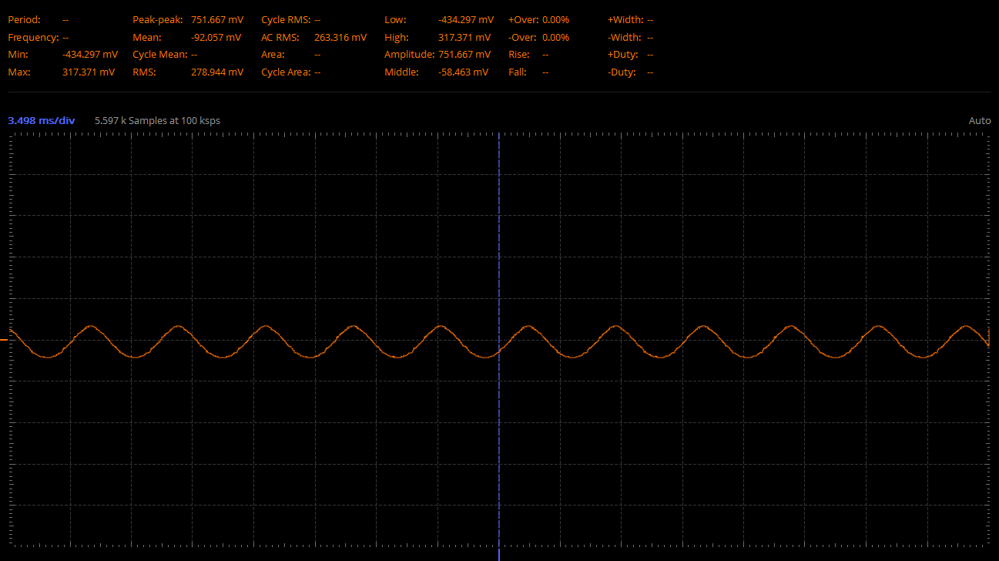 Period: -- Peak-peak: 751.667 mV Cycle RMS: -- Low: -434.297 mV +Over: 0.00% +Width: --
Frequency: -- Mean: -92.057 mV AC RMS: 263.316 mV High: 317.371 mV -Over: 0.00% -Width: --
Min: -434.297 mV Cycle Mean: -- Area: -- Amplitude: 751.667 mV Rise: -- +Duty: --
Max: 317.371 mV RMS: 278.944 mV Cycle Area: -- Middle: -58.463 mV Fall: -- -Duty: --
3.498 ms/div 5.597 k Samples at 100 ksps Auto